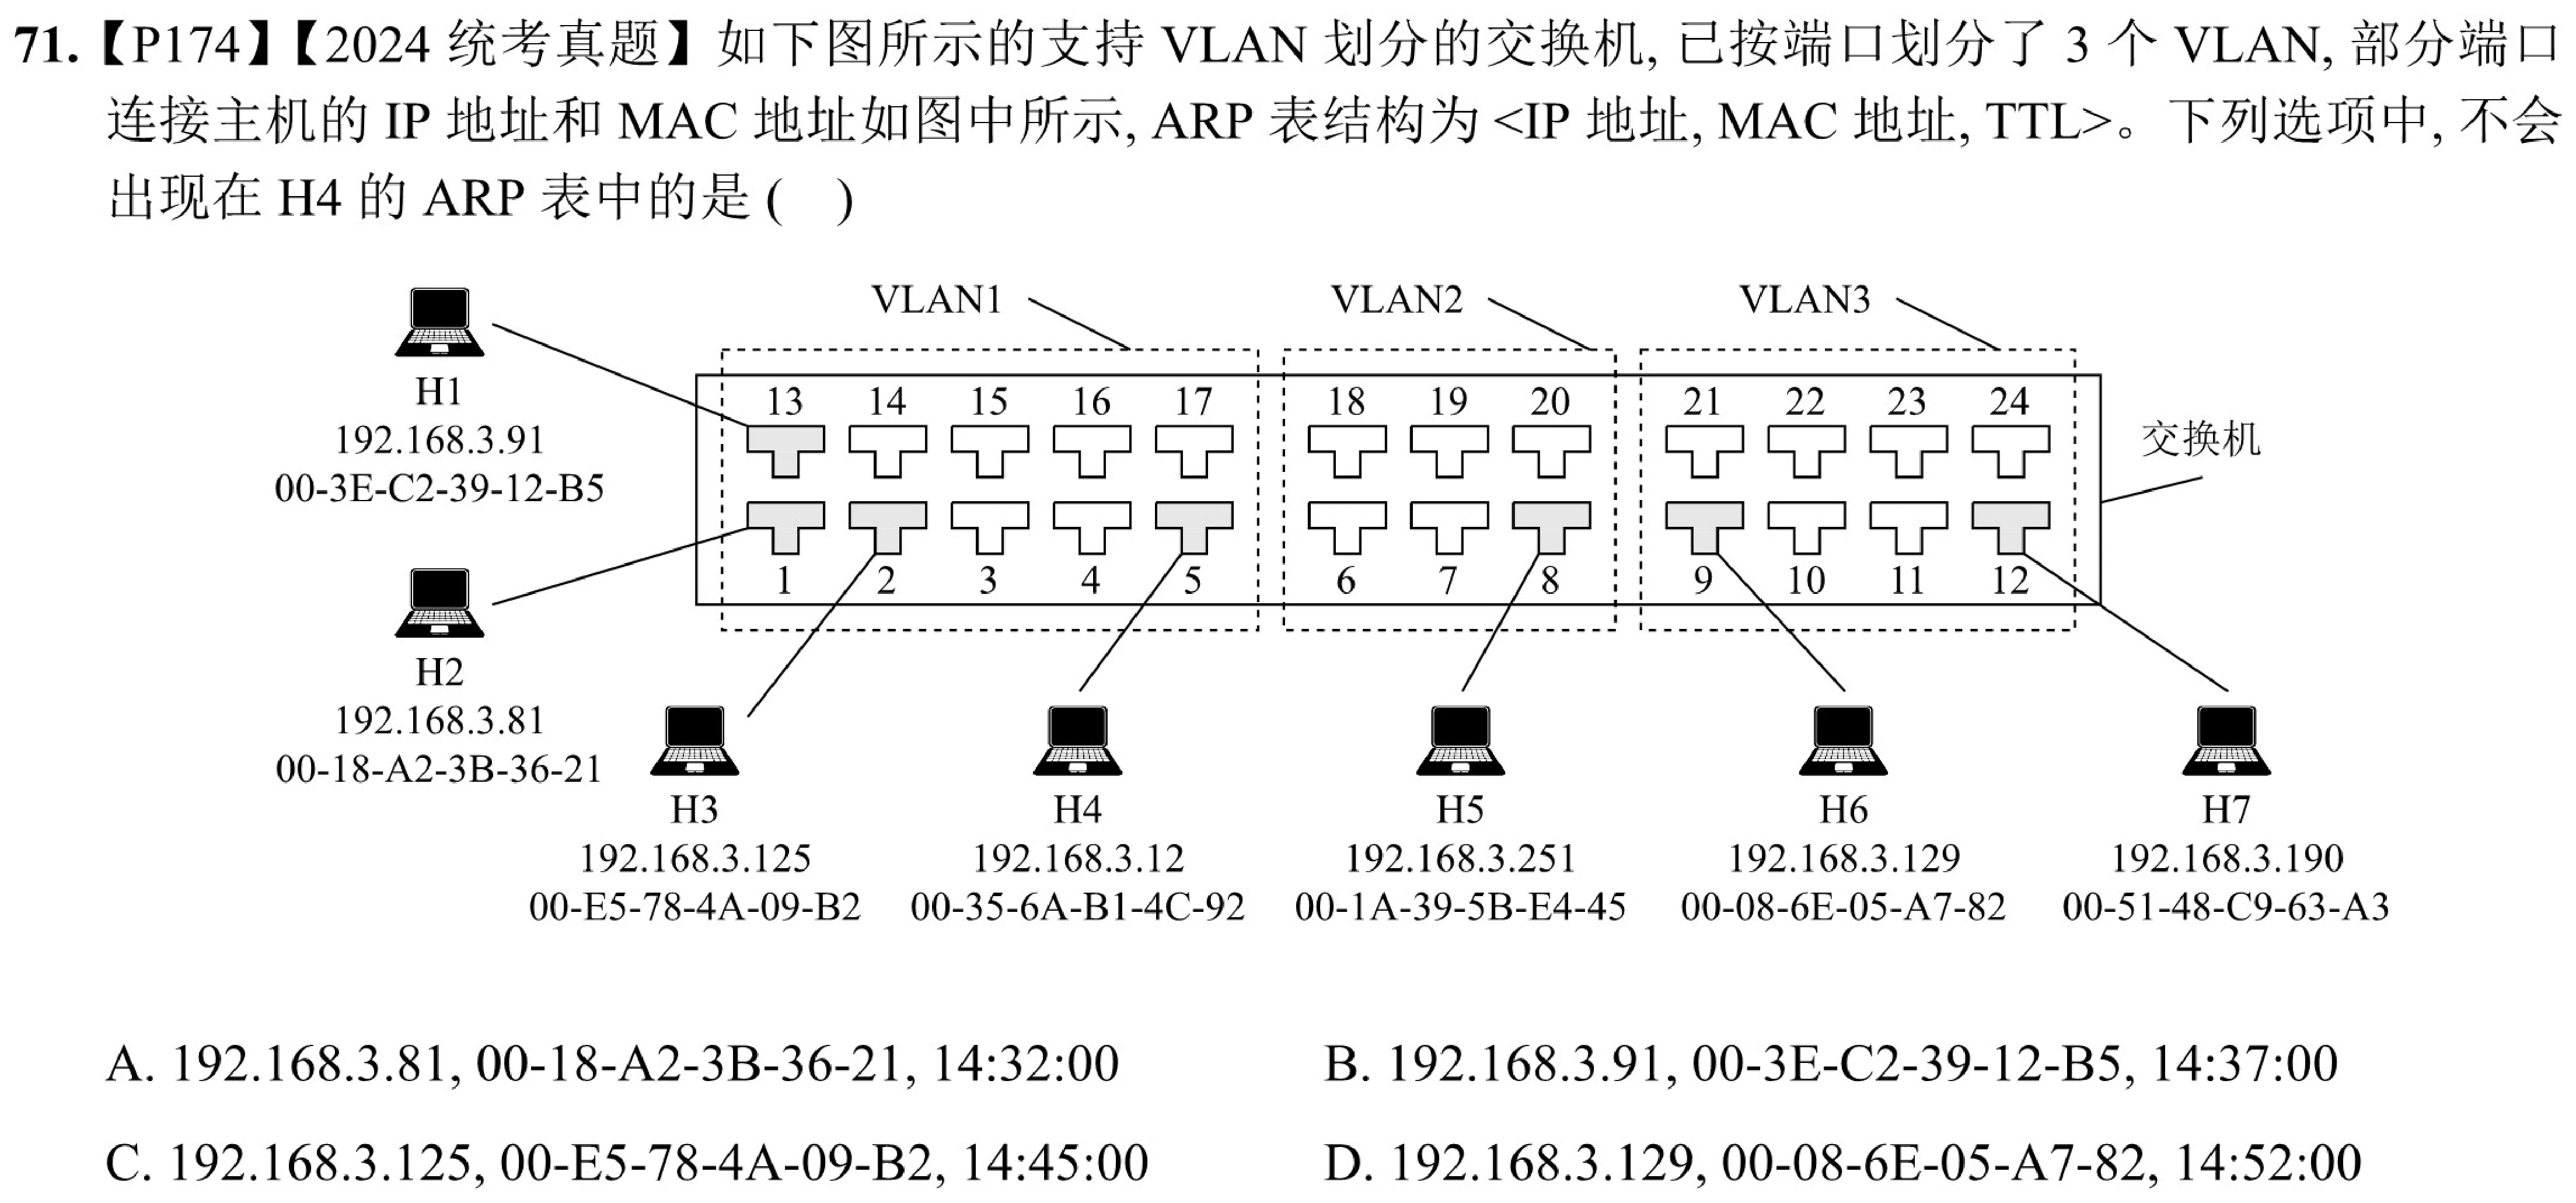 71.【P174】【2024 统考真题】如下图所示的支持 VLAN 划分的交换机, 已按端口划分了 3 个 VLAN, 部分端口
连接主机的 IP 地址和 MAC 地址如图中所示, ARP 表结构为 <IP 地址, MAC 地址, TTL>。下列选项中, 不会
出现在 H4 的 ARP 表中的是 (    )
VLAN1
VLAN2
VLAN3
13 14 15 16 17 18 19 20 21 22 23 24
1 2 3 4 5 6 7 8 9 10 11 12
交换机
H1
192.168.3.91
00-3E-C2-39-12-B5
H2
192.168.3.81
00-18-A2-3B-36-21
H3
192.168.3.125
00-E5-78-4A-09-B2
H4
192.168.3.12
00-35-6A-B1-4C-92
H5
192.168.3.251
00-1A-39-5B-E4-45
H6
192.168.3.129
00-08-6E-05-A7-82
H7
192.168.3.190
00-51-48-C9-63-A3
A. 192.168.3.81, 00-18-A2-3B-36-21, 14:32:00
B. 192.168.3.91, 00-3E-C2-39-12-B5, 14:37:00
C. 192.168.3.125, 00-E5-78-4A-09-B2, 14:45:00
D. 192.168.3.129, 00-08-6E-05-A7-82, 14:52:00